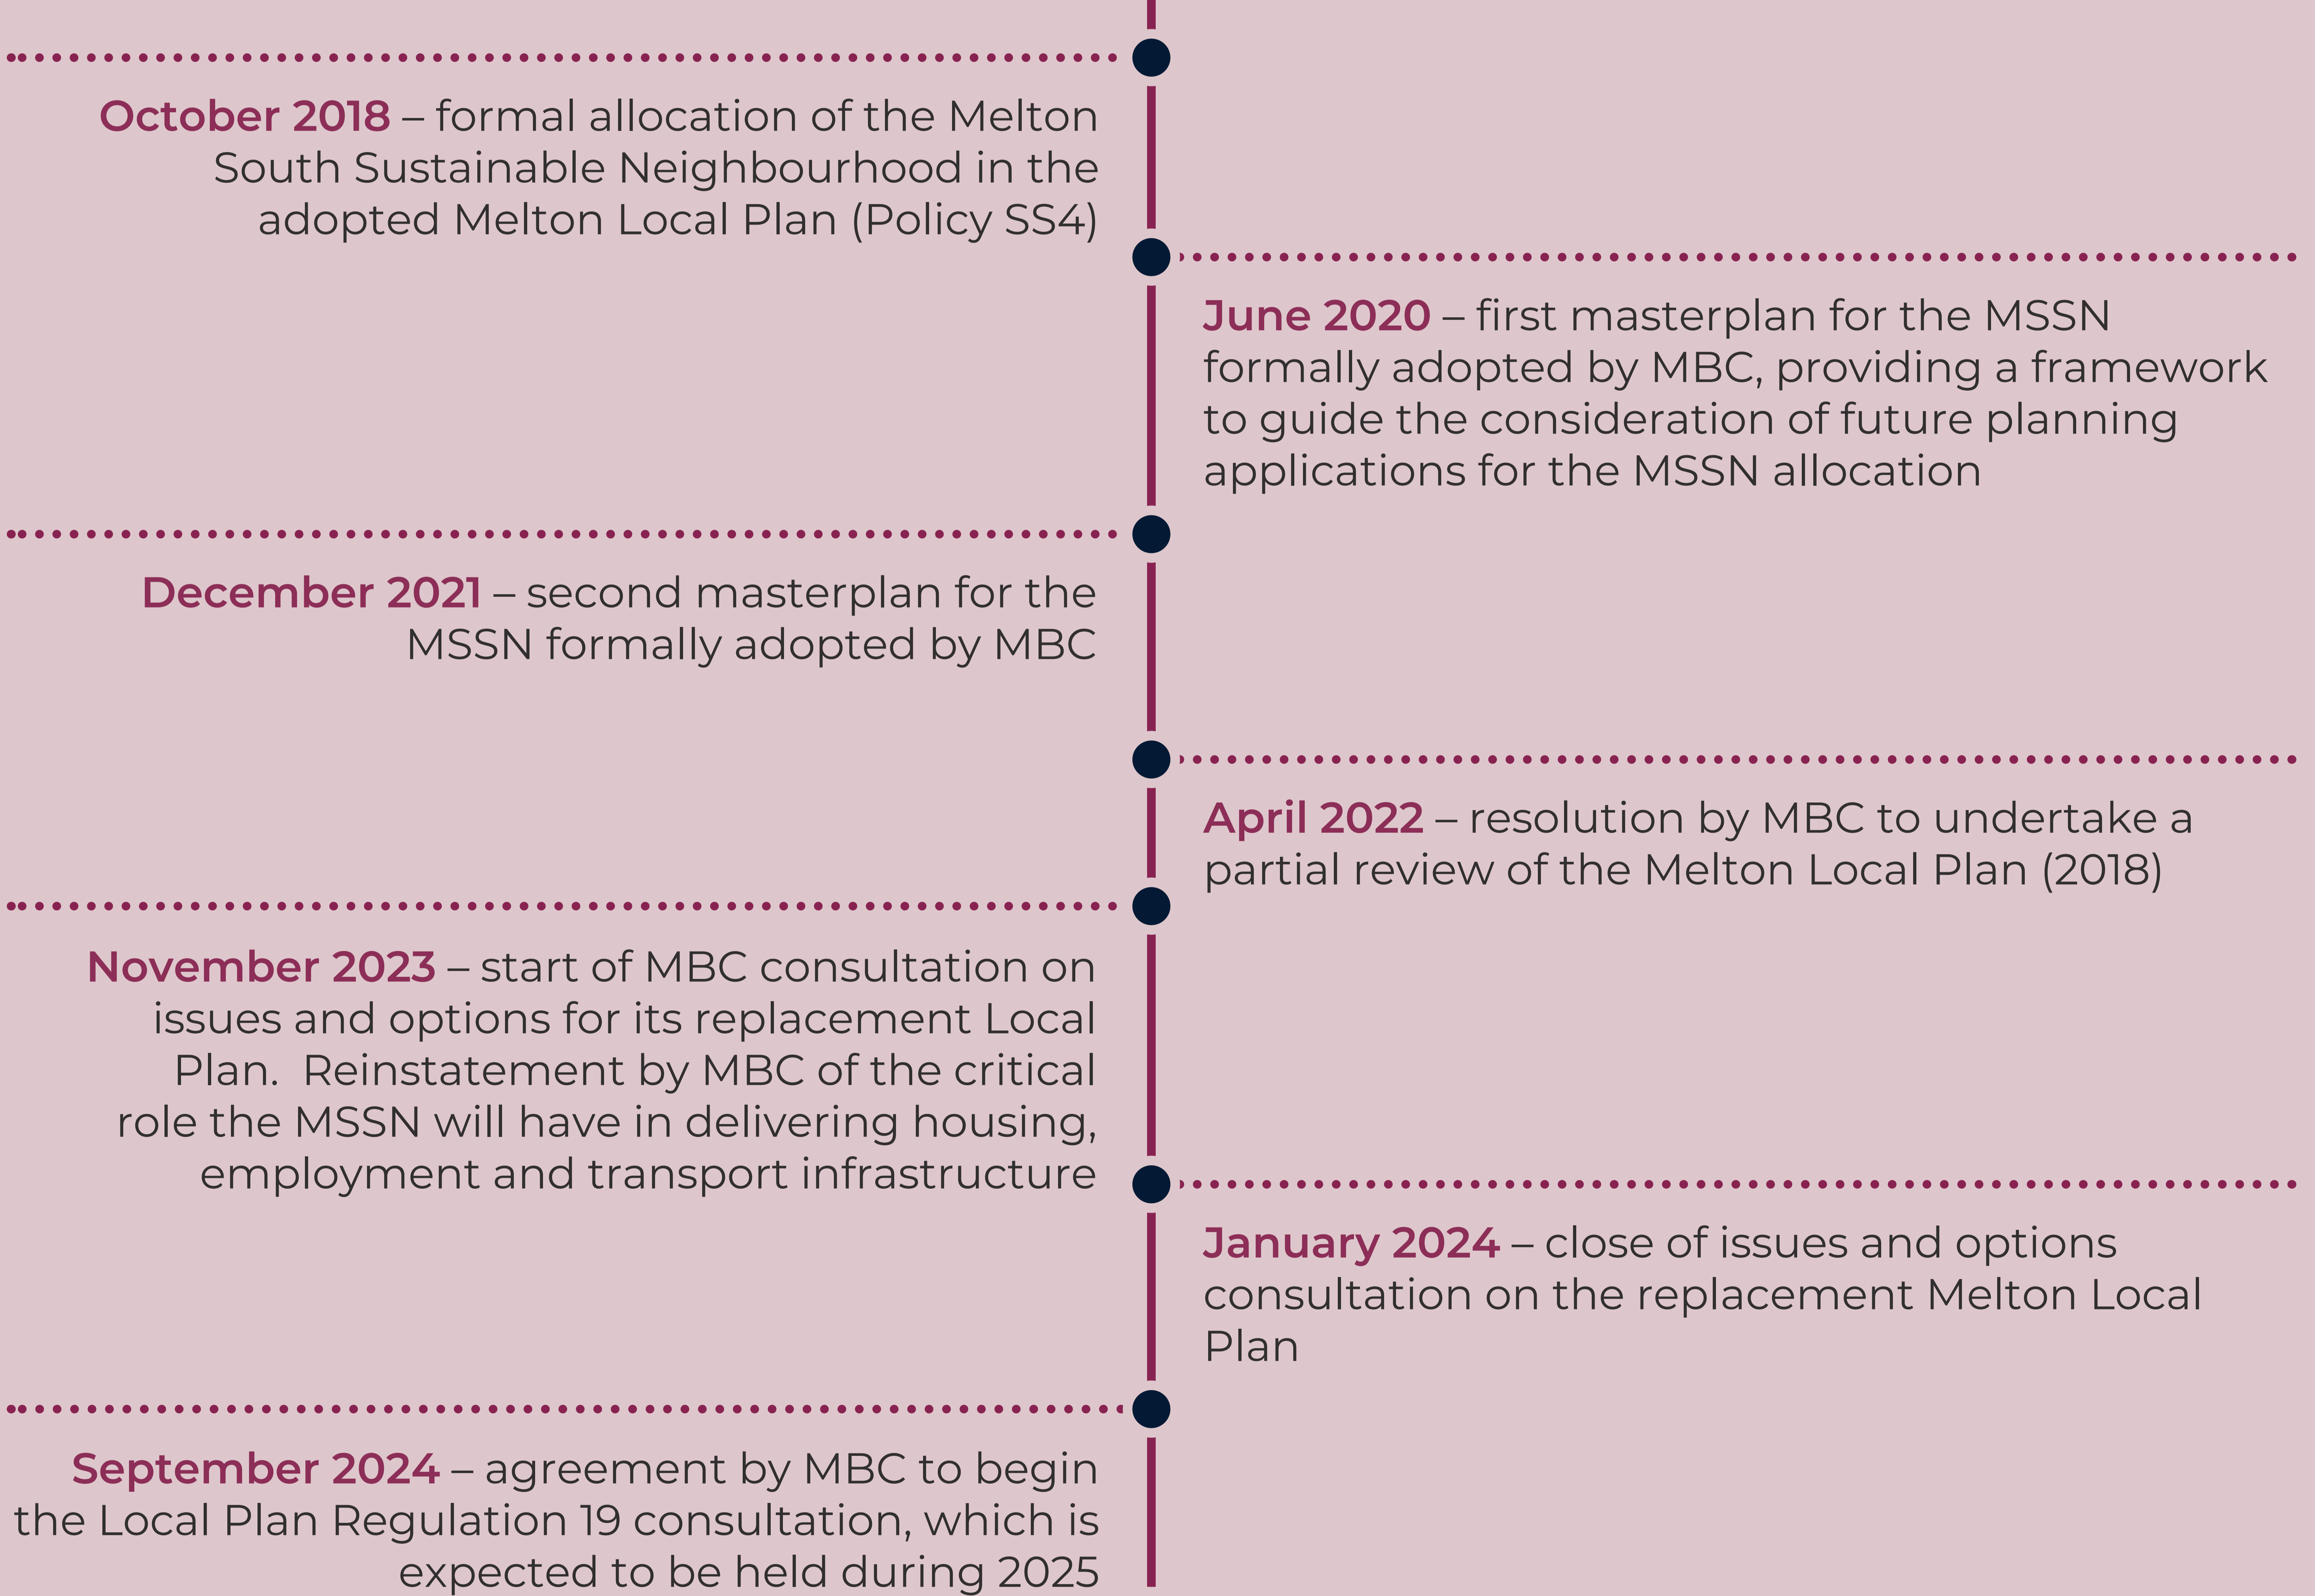 October 2018 – formal allocation of the Melton
South Sustainable Neighbourhood in the
adopted Melton Local Plan (Policy SS4)
June 2020 – first masterplan for the MSSN
formally adopted by MBC, providing a framework
to guide the consideration of future planning
applications for the MSSN allocation
December 2021 – second masterplan for the
MSSN formally adopted by MBC
April 2022 – resolution by MBC to undertake a
partial review of the Melton Local Plan (2018)
November 2023 – start of MBC consultation on
issues and options for its replacement Local
Plan.  Reinstatement by MBC of the critical
role the MSSN will have in delivering housing,
employment and transport infrastructure
January 2024 – close of issues and options
consultation on the replacement Melton Local
Plan
September 2024 – agreement by MBC to begin
the Local Plan Regulation 19 consultation, which is
expected to be held during 2025